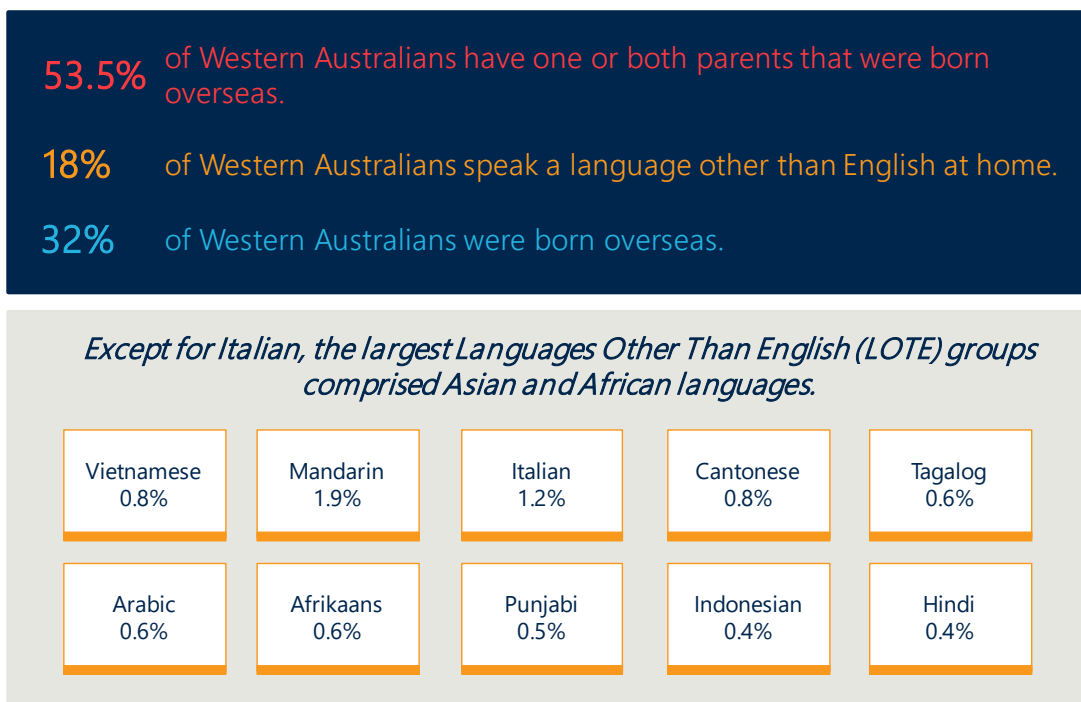 53.5%
of Western Australians have one or both parents that were born
overseas.
18%
of Western Australians speak a language other than English at home.
32%
of Western Australians were born overseas.
Except for Italian, the largest Languages Other Than English (LOTE) groups
comprised Asian and African languages.
Vietnamese
0.8%
Mandarin
1.9%
Italian
1.2%
Cantonese
0.8%
Tagalog
0.6%
Arabic
0.6%
Afrikaans
0.6%
Punjabi
0.5%
Indonesian
0.4%
Hindi
0.4%